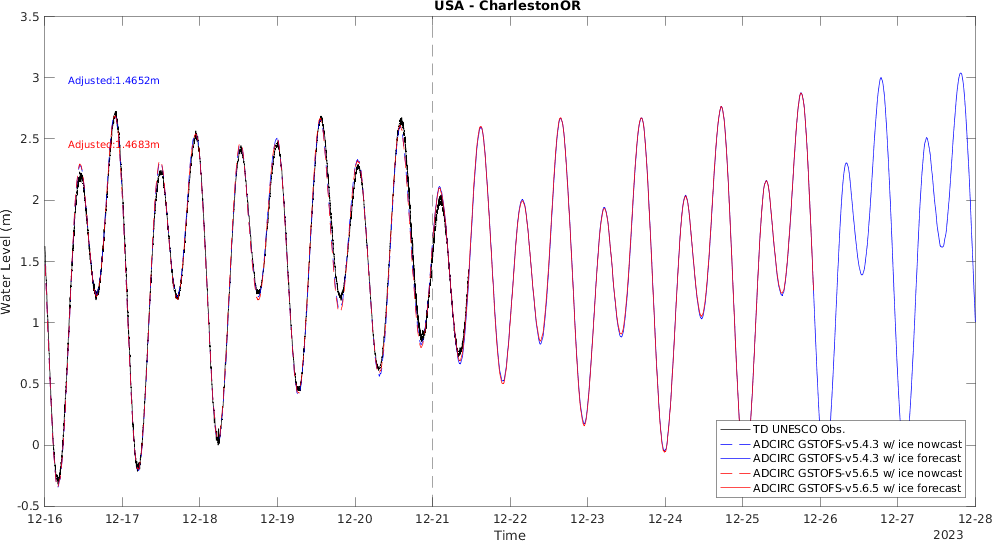 USA - CharlestonOR
3.5
3
2.5
2
1.5
1
0.5
0
-0.5
Water Level (m)
Adjusted:1.4652m
Adjusted:1.4683m
TD UNESCO Obs.
ADCIRC GSTOFS-v5.4.3 w/ ice nowcast
ADCIRC GSTOFS-v5.4.3 w/ ice forecast
ADCIRC GSTOFS-v5.6.5 w/ ice nowcast
ADCIRC GSTOFS-v5.6.5 w/ ice forecast
12-16 12-17 12-18 12-19 12-20 12-21 12-22 12-23 12-24 12-25 12-26 12-27 12-28
Time
2023